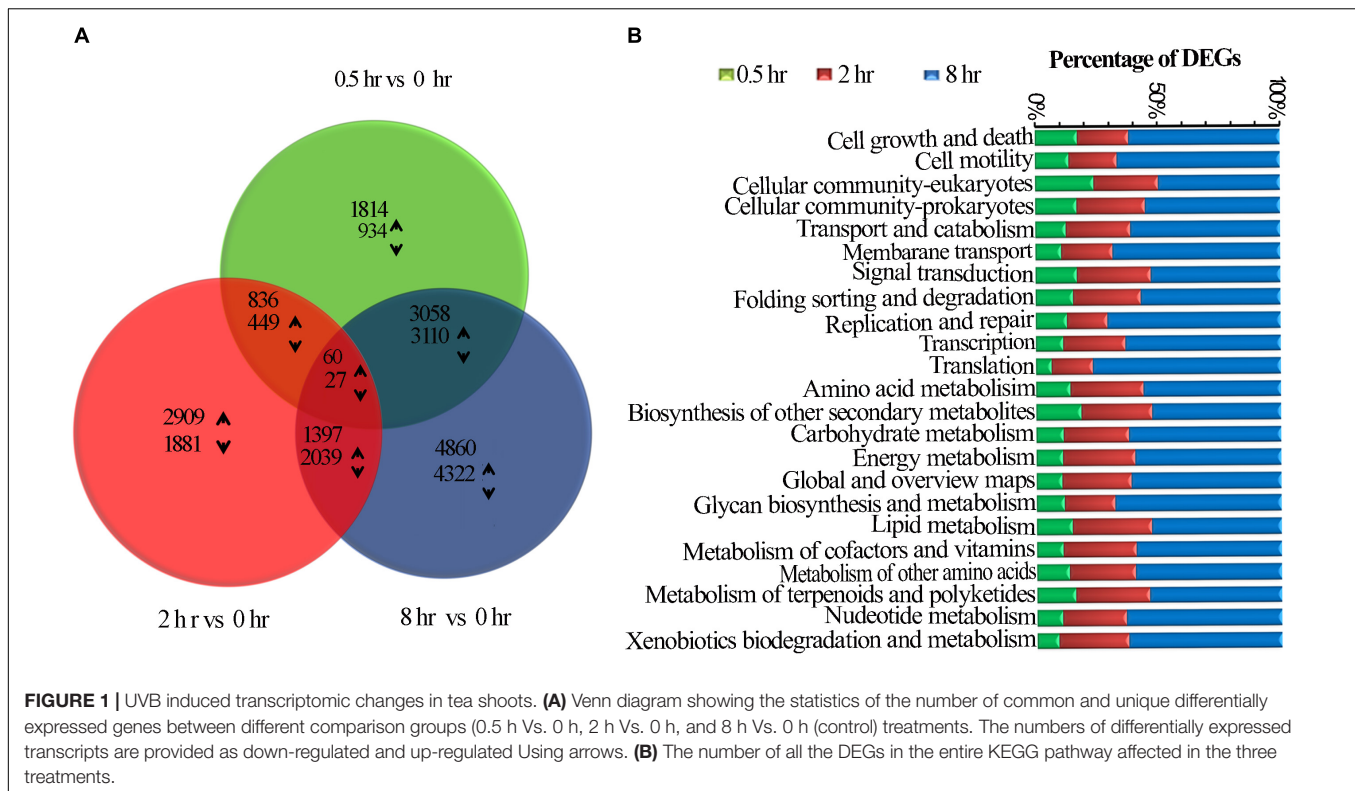 A
0.5 hr vs 0 hr
1814
934
836
449
3058
3110
60
27
2909
1881
1397
2039
4860
4322
2 h r vs 0 hr
8 hr vs 0 hr
B
0.5 hr
2 hr
8 hr
Percentage of DEGs
0%
50%
100%
Cell growth and death
Cell motility
Cellular community-eukaryotes
Cellular community-prokaryotes
Transport and catabolism
Membarane transport
Signal transduction
Folding sorting and degradation
Replication and repair
Transcription
Translation
Amino acid metabolisim
Biosynthesis of other secondary metabolites
Carbohydrate metabolism
Energy metabolism
Global and overview maps
Glycan biosynthesis and metabolism
Lipid metabolism
Metabolism of cofactors and vitamins
Metabolism of other amino acids
Metabolism of terpenoids and polyketides
Nudeotide metabolism
Xenobiotics biodegradation and metabolism
FIGURE 1 | UVB induced transcriptomic changes in tea shoots. (A) Venn diagram showing the statistics of the number of common and unique differentially
expressed genes between different comparison groups (0.5 h Vs. 0 h, 2 h Vs. 0 h, and 8 h Vs. 0 h (control) treatments. The numbers of differentially expressed
transcripts are provided as down-regulated and up-regulated Using arrows. (B) The number of all the DEGs in the entire KEGG pathway affected in the three
treatments.